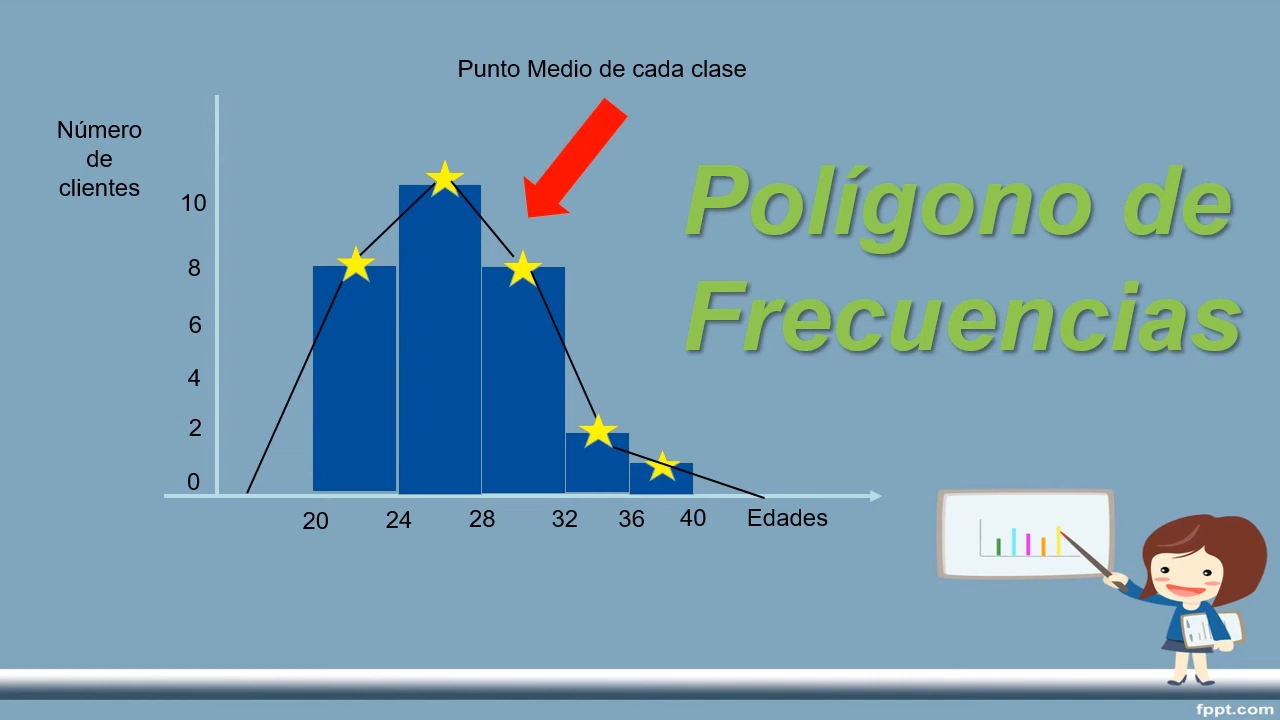 Punto Medio de cada clase
Número
de
clientes
Polígono de
Frecuencias
10
8
6
4
2
0
20 24 28 32 36 40 Edades
fppt.com